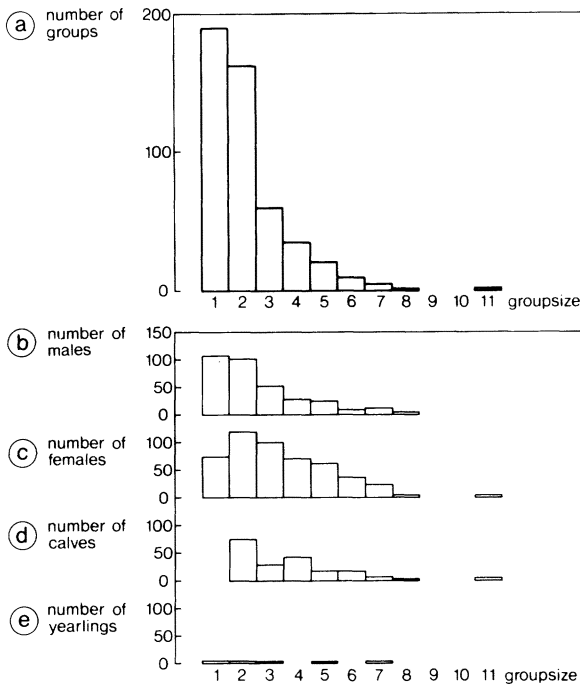 a number of
groups
200
100
0
1 2 3 4 5 6 7 8 9 10 11 groupsize
b number of
males
150
100
50
0
c number of
females
100
50
0
d number of
calves
100
50
0
e number of
yearlings
100
50
0
1 2 3 4 5 6 7 8 9 10 11 groupsize